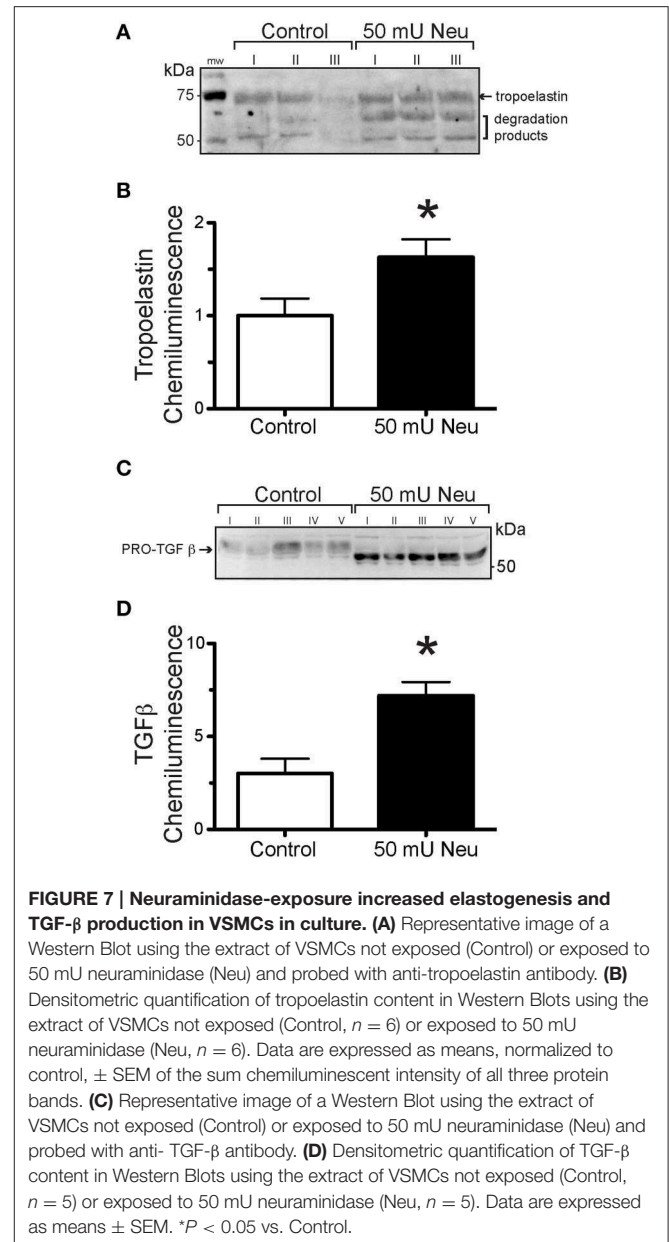 A
Control
50 mU Neu
kDa
mw
I
II
III
I
II
III
75
tropoelastin
degradation
products
50
B
Tropoelastin
Chemiluminescence
2
1
0
*
Control
50 mU Neu
C
Control
50 mU Neu
I
II
III
IV
V
I
II
III
IV
V
kDa
PRO-TGF β
50
D
TGFβ
Chemiluminescence
10
5
0
*
Control
50 mU Neu
FIGURE 7 | Neuraminidase-exposure increased elastogenesis and
TGF-β production in VSMCs in culture. (A) Representative image of a
Western Blot using the extract of VSMCs not exposed (Control) or exposed to
50 mU neuraminidase (Neu) and probed with anti-tropoelastin antibody. (B)
Densitometric quantification of tropoelastin content in Western Blots using the
extract of VSMCs not exposed (Control, n = 6) or exposed to 50 mU
neuraminidase (Neu, n = 6). Data are expressed as means, normalized to
control, ± SEM of the sum chemiluminescent intensity of all three protein
bands. (C) Representative image of a Western Blot using the extract of
VSMCs not exposed (Control) or exposed to 50 mU neuraminidase (Neu) and
probed with anti- TGF-β antibody. (D) Densitometric quantification of TGF-β
content in Western Blots using the extract of VSMCs not exposed (Control,
n = 5) or exposed to 50 mU neuraminidase (Neu, n = 5). Data are expressed
as means ± SEM. *P < 0.05 vs. Control.